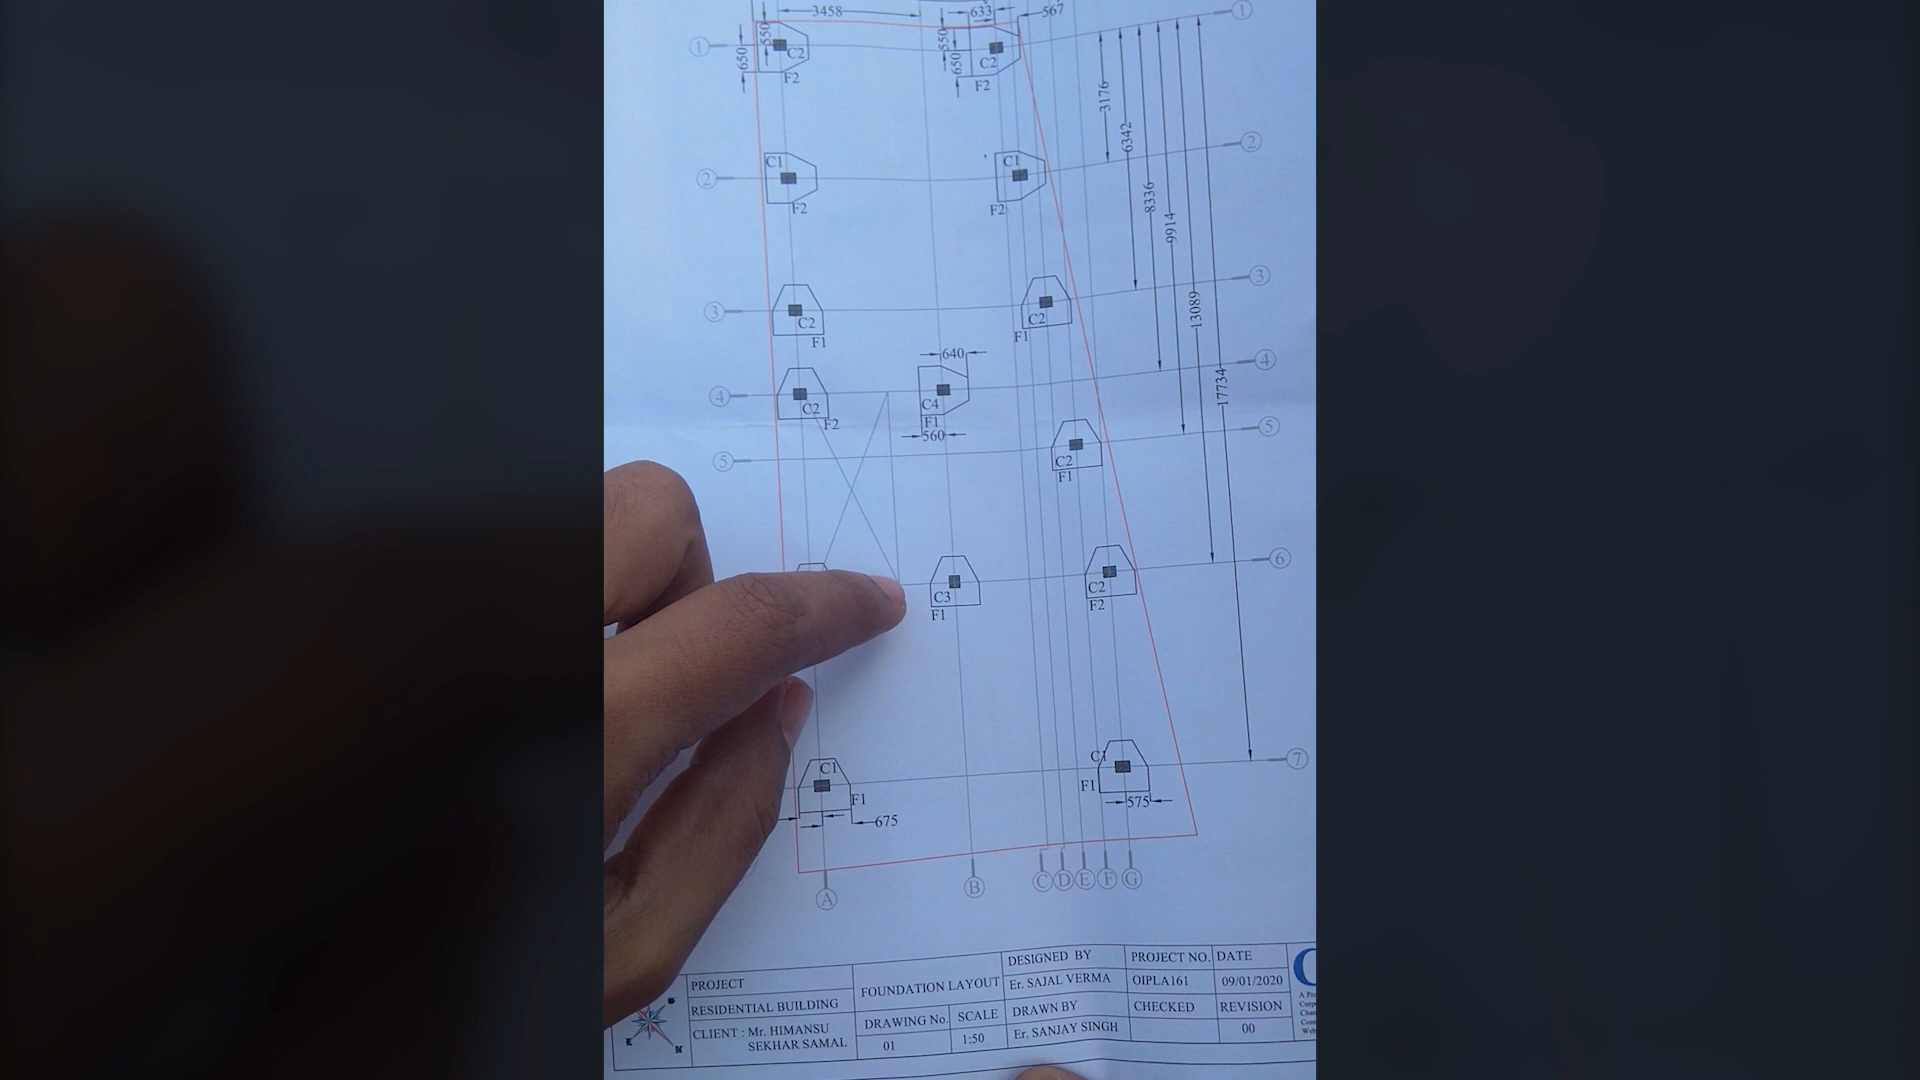 3458
633
567
1
550
650
1
C2
F2
550
650
C2
F2
3176
6342
8336
9914
13089
17734
2
C1
2
F2
C1
F2
3
3
C2
F1
C2
F1
640
4
4
C2
F2
C4
F1
560
5
5
C2
F1
6
C3
F1
C2
F2
7
C1
F1
675
C1
F1
575
A
B
C
D
E
F
G
PROJECT
RESIDENTIAL BUILDING
CLIENT : Mr. HIMANSU
SEKHAR SAMAL
FOUNDATION LAYOUT
DRAWING No.
01
SCALE
1:50
DESIGNED BY
Er. SAJAL VERMA
DRAWN BY
Er. SANJAY SINGH
PROJECT NO.
OIPLA161
CHECKED
DATE
09/01/2020
REVISION
00
E
N